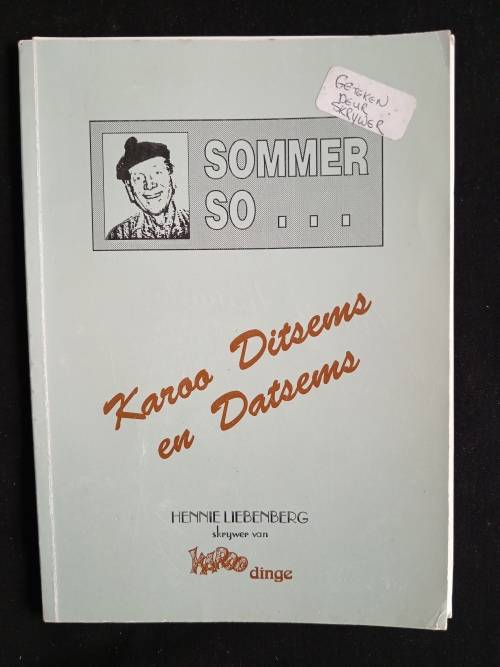 GETEKEN
DEUR
SKRYWER
SOMMER
SO . . .
Karoo Ditsems
en Datsems
HENNIE LIEBENBERG
skrywer van
KAROO dinge